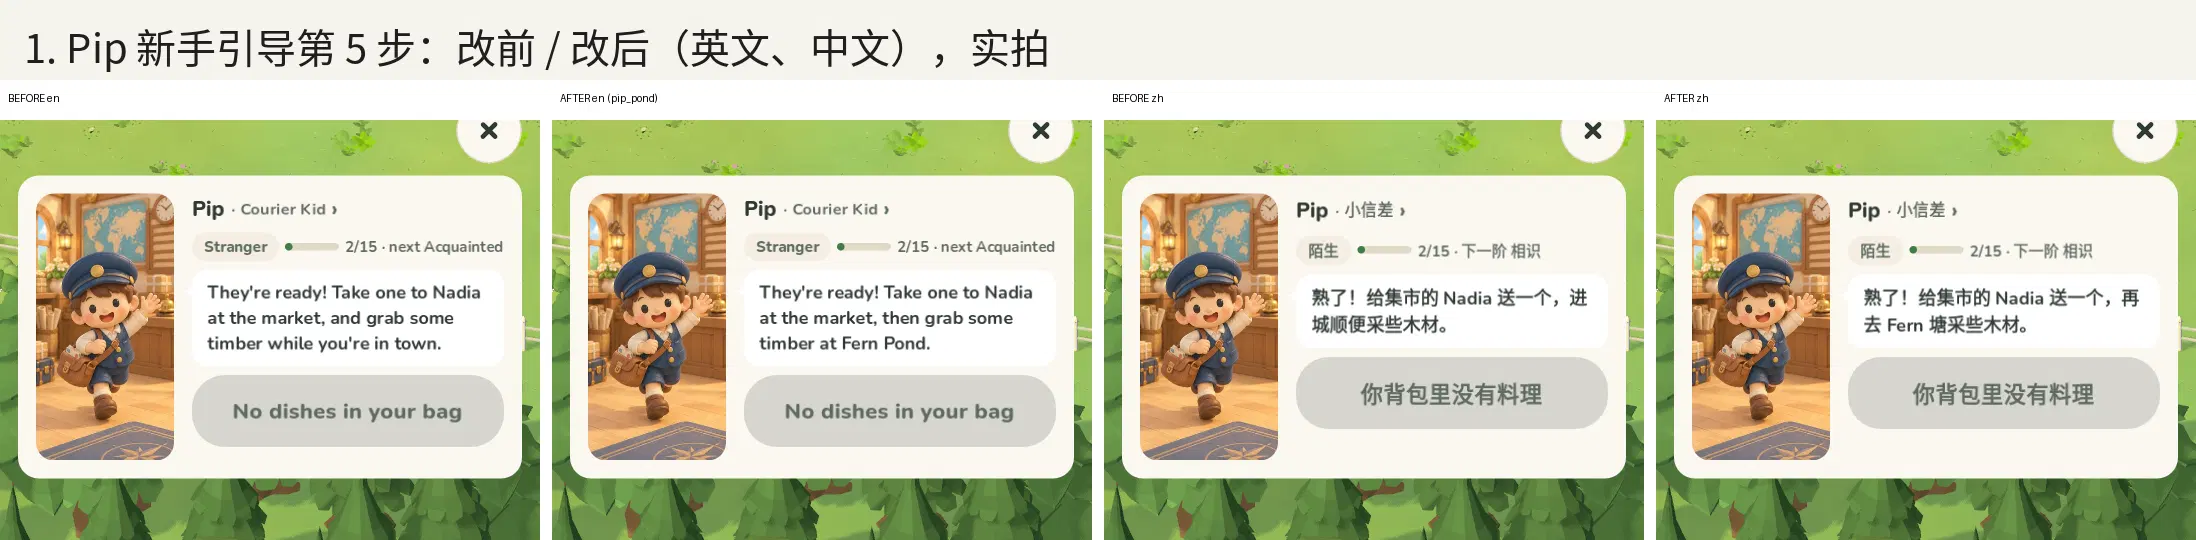 1. Pip 新手引导第 5 步：改前 / 改后（英文、中文），实拍
BEFORE en
Pip · Courier Kid ›
Stranger 2/15 · next Acquainted
They're ready! Take one to Nadia
at the market, and grab some
timber while you're in town.
No dishes in your bag
AFTER en (pip_pond)
Pip · Courier Kid ›
Stranger 2/15 · next Acquainted
They're ready! Take one to Nadia
at the market, then grab some
timber at Fern Pond.
No dishes in your bag
BEFORE zh
Pip · 小信差 ›
陌生 2/15 · 下一阶 相识
熟了！给集市的 Nadia 送一个，进
城顺便采些木材。
你背包里没有料理
AFTER zh
Pip · 小信差 ›
陌生 2/15 · 下一阶 相识
熟了！给集市的 Nadia 送一个，再
去 Fern 塘采些木材。
你背包里没有料理